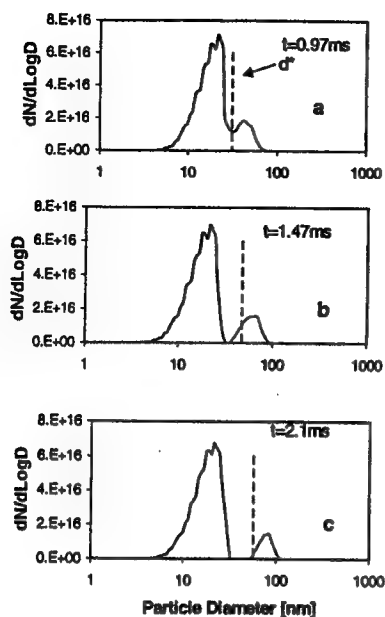 8.E+16
6.E+16
4.E+16
2.E+16
0.E+00
dN/dLogD
t=0.97ms
d*
a
1 10 100 1000
8.E+16
6.E+16
4.E+16
2.E+16
0.E+00
dN/dLogD
t=1.47ms
b
1 10 100 1000
8.E+16
6.E+16
4.E+16
2.E+16
0.E+00
dN/dLogD
t=2.1ms
c
1 10 100 1000
Particle Diameter [nm]